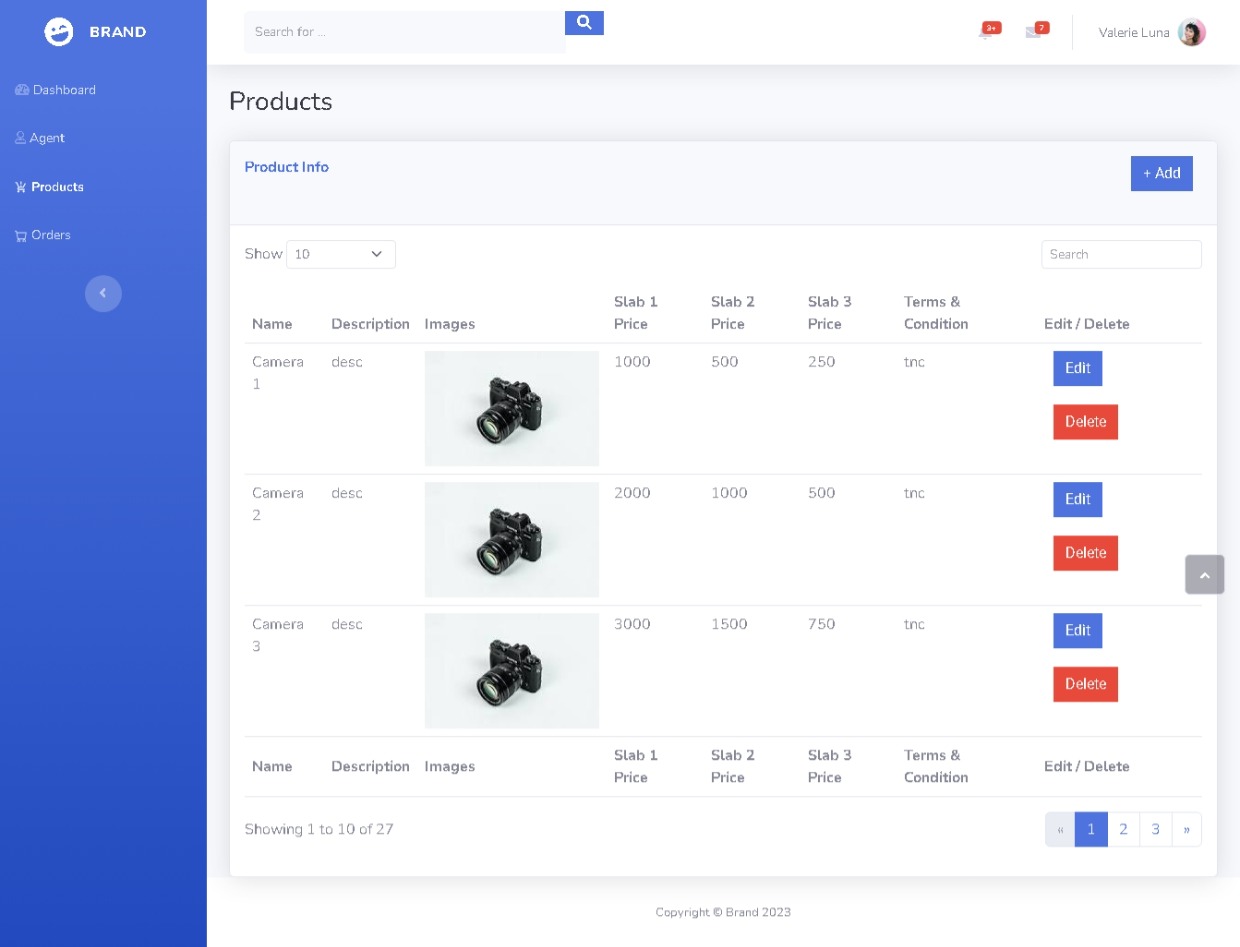 BRAND
Search for ...
3+
7
Valerie Luna
Dashboard
Agent
Products
Orders
Products
Product Info
+ Add
Show 10
Search
Name Description Images Slab 1 Price Slab 2 Price Slab 3 Price Terms & Condition Edit / Delete
Camera 1 desc 1000 500 250 tnc Edit
Delete
Camera 2 desc 2000 1000 500 tnc Edit
Delete
Camera 3 desc 3000 1500 750 tnc Edit
Delete
Name Description Images Slab 1 Price Slab 2 Price Slab 3 Price Terms & Condition Edit / Delete
Showing 1 to 10 of 27
« 1 2 3 »
Copyright © Brand 2023